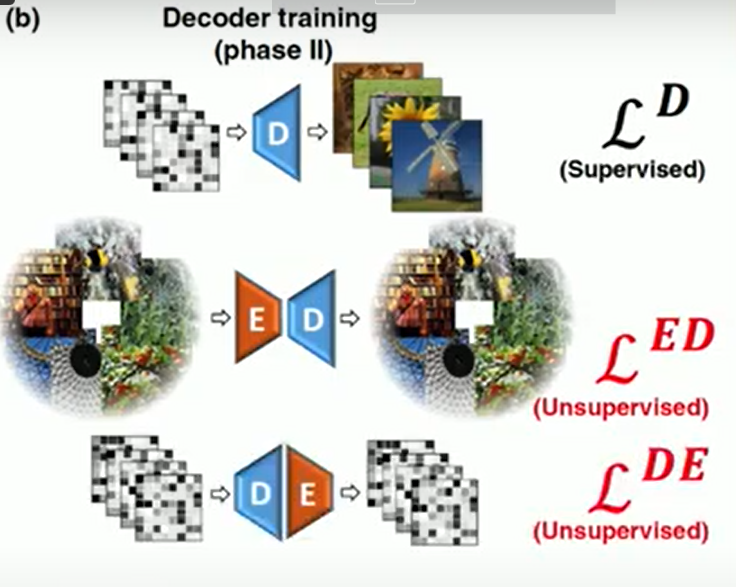 (b)
Decoder training
(phase II)
D
ℒ^D
(Supervised)
E D
ℒ^ED
(Unsupervised)
D E
ℒ^DE
(Unsupervised)